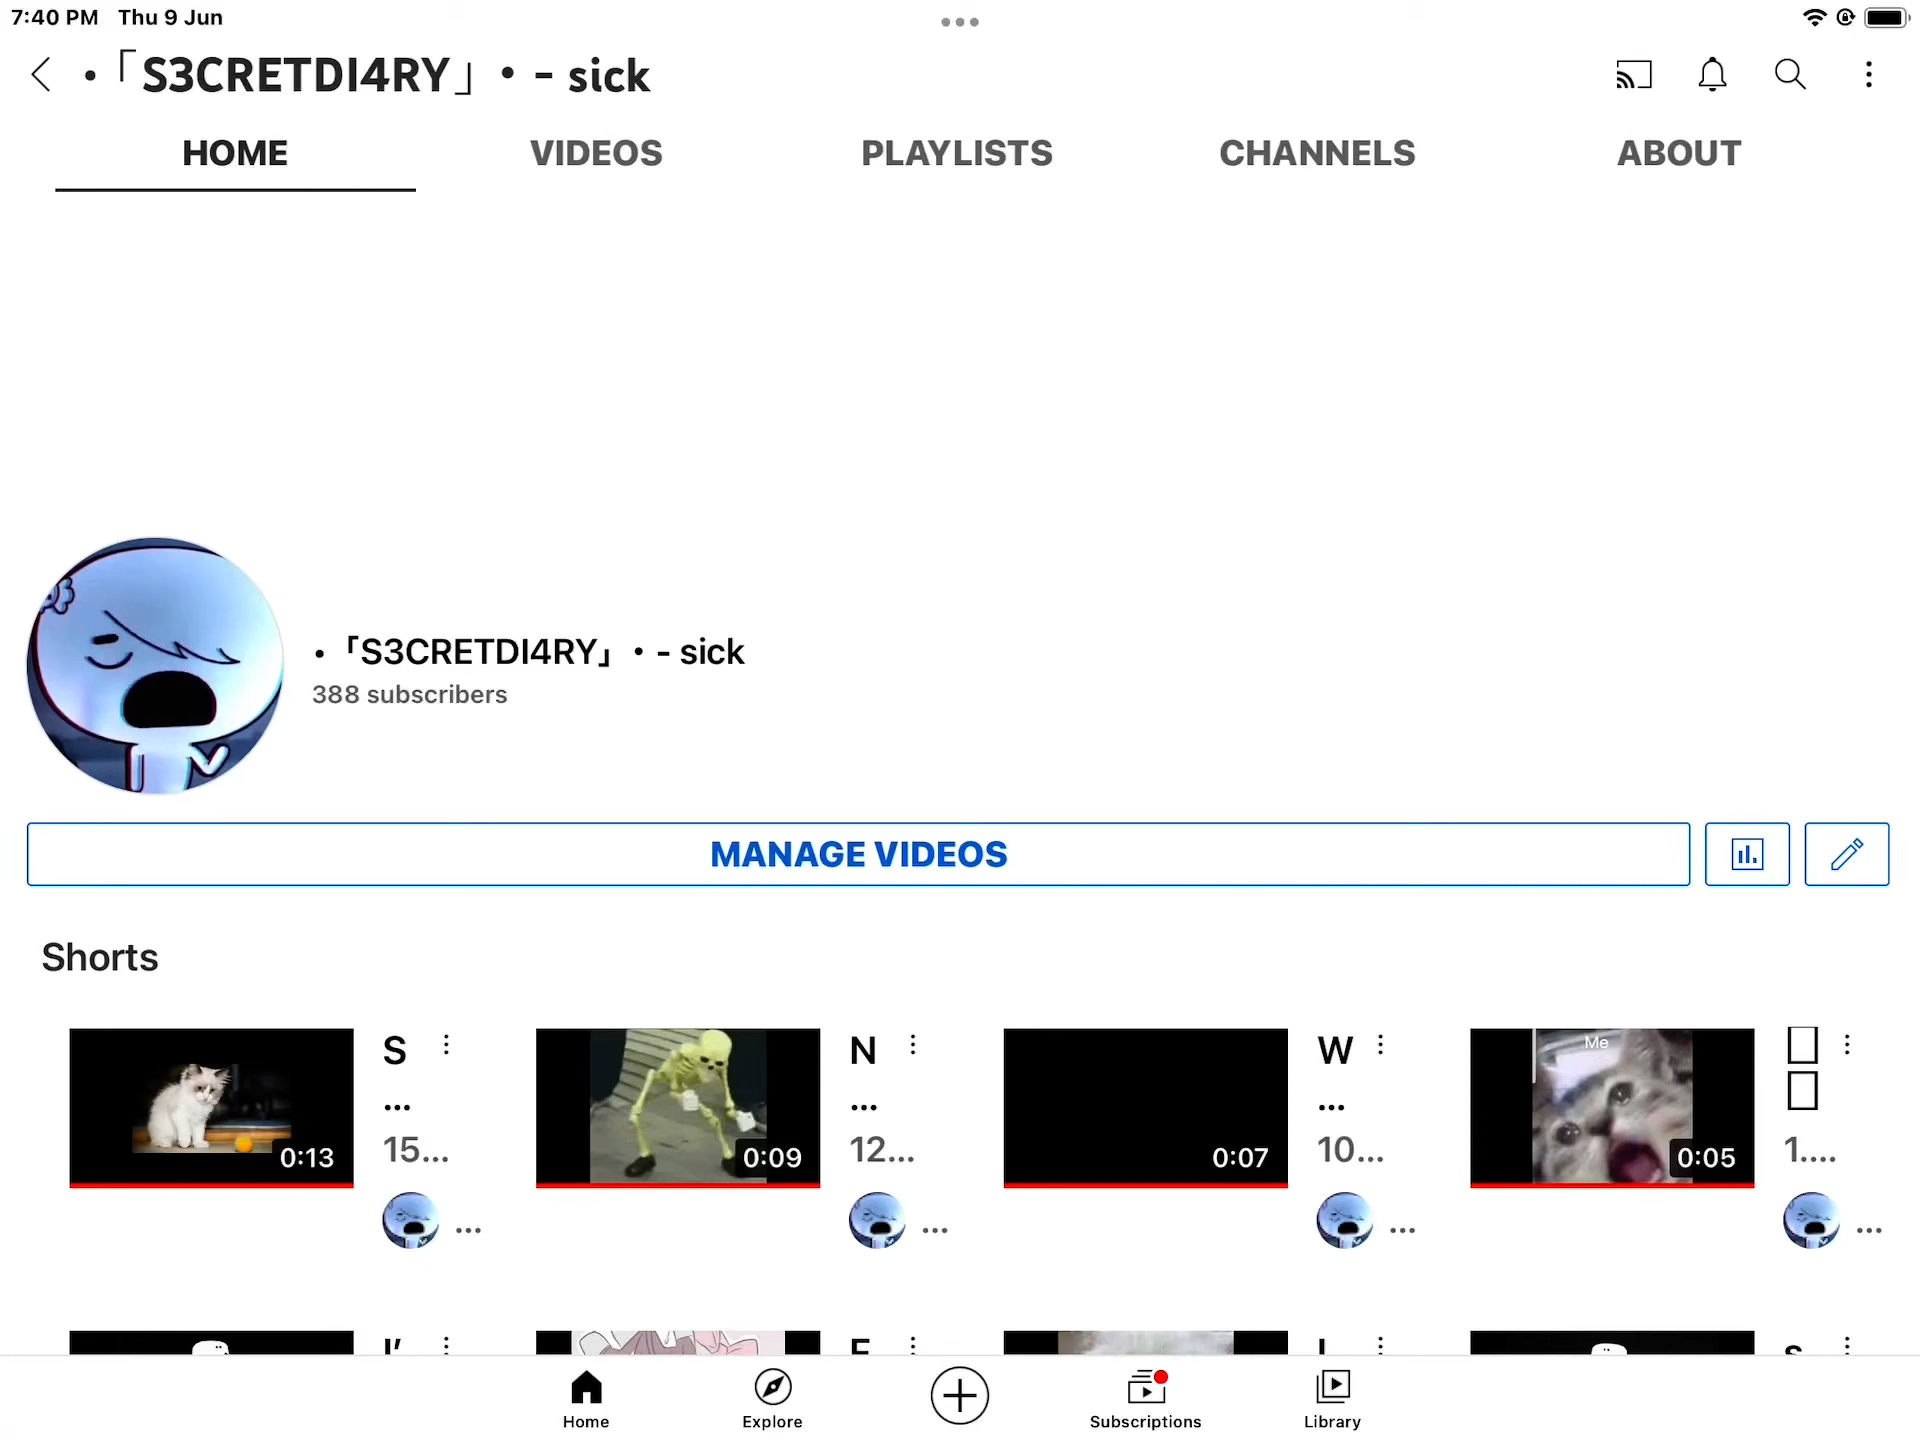 7:40 PM Thu 9 Jun
•「S3CRETDI4RY」• - sick
HOME VIDEOS PLAYLISTS CHANNELS ABOUT
•「S3CRETDI4RY」• - sick
388 subscribers
MANAGE VIDEOS
Shorts
0:13
S
...
15...
...
0:09
N
...
12...
...
0:07
W
...
10...
...
Me
0:05
1....
...
I'
Home Explore Subscriptions Library